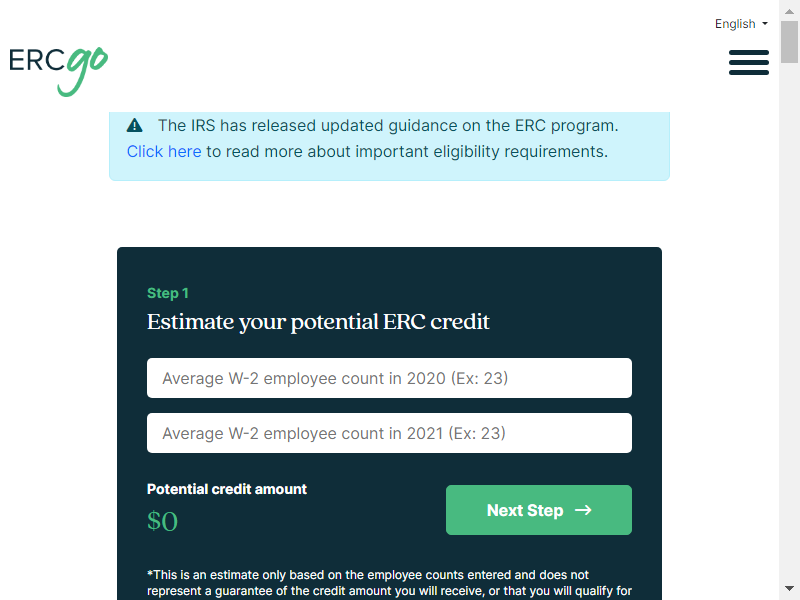 English
ERCgo
The IRS has released updated guidance on the ERC program.
Click here to read more about important eligibility requirements.
Step 1
Estimate your potential ERC credit
Average W-2 employee count in 2020 (Ex: 23)
Average W-2 employee count in 2021 (Ex: 23)
Potential credit amount
$0
Next Step →
*This is an estimate only based on the employee counts entered and does not
represent a guarantee of the credit amount you will receive, or that you will qualify for